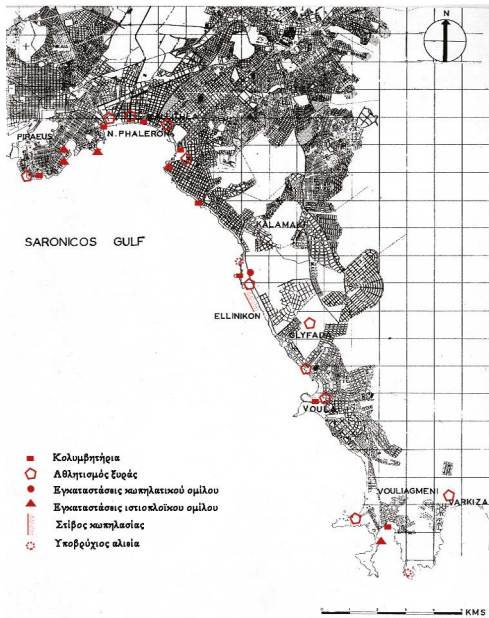 N
PIRAEUS
N. PHALERON
KALAMAKI
SARONICOS GULF
ELLINIKON
GLYFADA
VOULA
Κολυμβητήρια
Αθλητισμός ξυράς
Εγκαταστάσεις κωπηλατικού ομίλου
Εγκαταστάσεις ιστιοπλοϊκού ομίλου
Στίβος κωπηλασίας
Υποβρύχιος αλιεία
VOULIAGMENI
VARKIZA
KMS